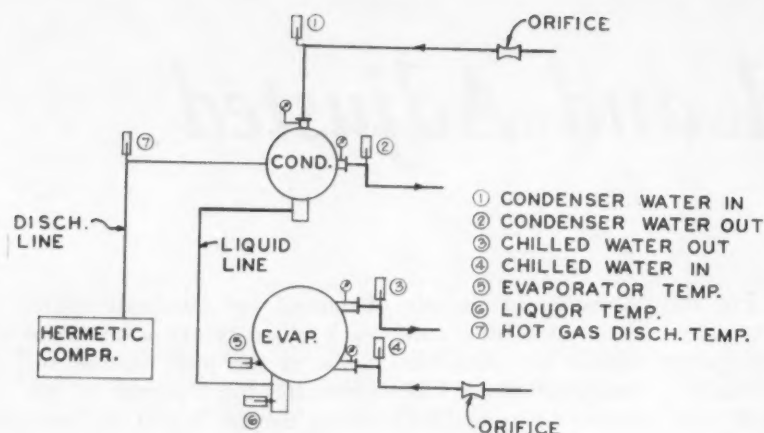 and Adjusted
①
ORIFICE
⑦
COND.
②
DISCH.
LINE
LIQUID
LINE
① CONDENSER WATER IN
② CONDENSER WATER OUT
③ CHILLED WATER OUT
④ CHILLED WATER IN
⑤ EVAPORATOR TEMP.
⑥ LIQUOR TEMP.
⑦ HOT GAS DISCH. TEMP.
③
HERMETIC
COMPR.
⑤
EVAP.
④
⑥
ORIFICE